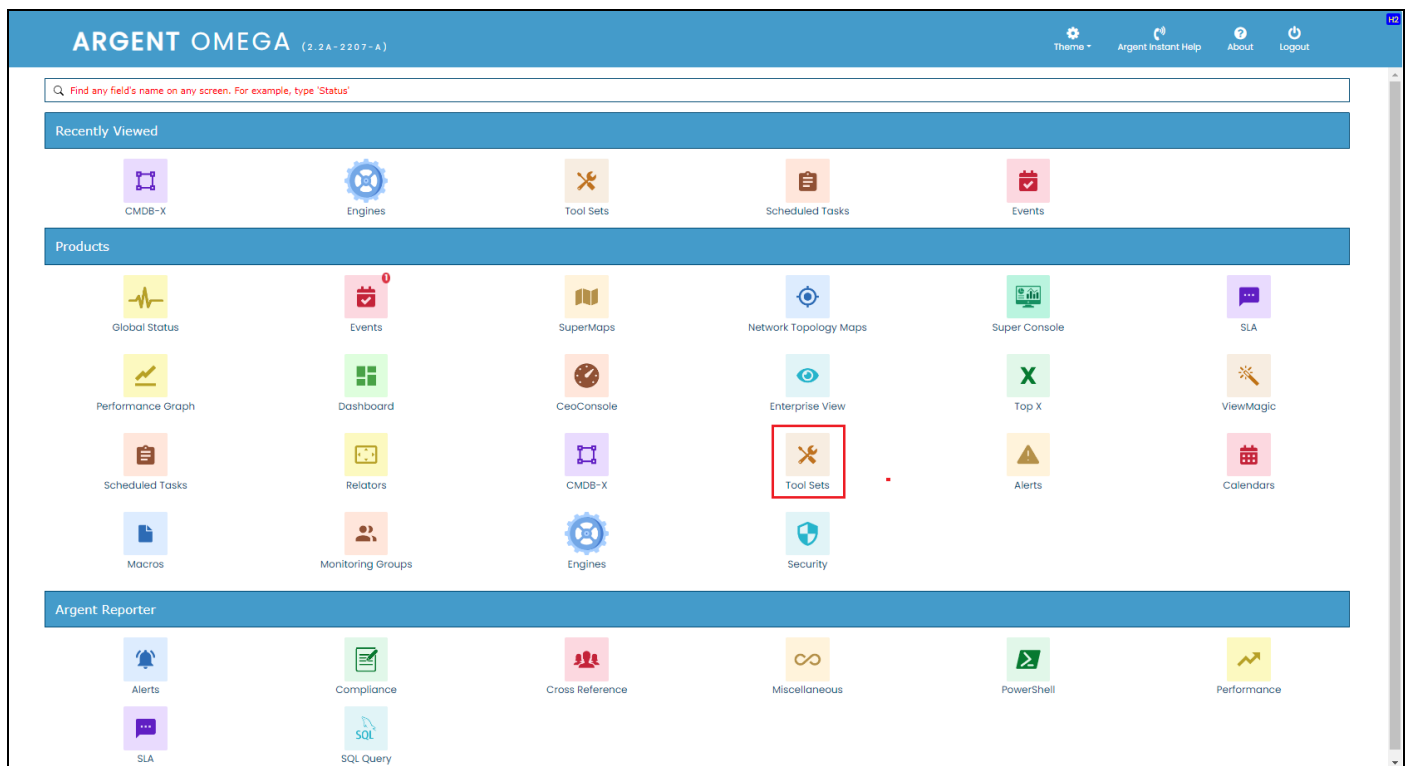 H2
ARGENT OMEGA (2.2A-2207-A)
Theme Argent Instant Help About Logout
Find any field's name on any screen. For example, type 'Status'
Recently Viewed
CMDB-X Engines Tool Sets Scheduled Tasks Events
Products
1
Global Status Events SuperMaps Network Topology Maps Super Console SLA
Performance Graph Dashboard CeoConsole Enterprise View Top X ViewMagic
Scheduled Tasks Relators CMDB-X Tool Sets Alerts Calendars
Macros Monitoring Groups Engines Security
Argent Reporter
Alerts Compliance Cross Reference Miscellaneous PowerShell Performance
SQL
SLA SQL Query